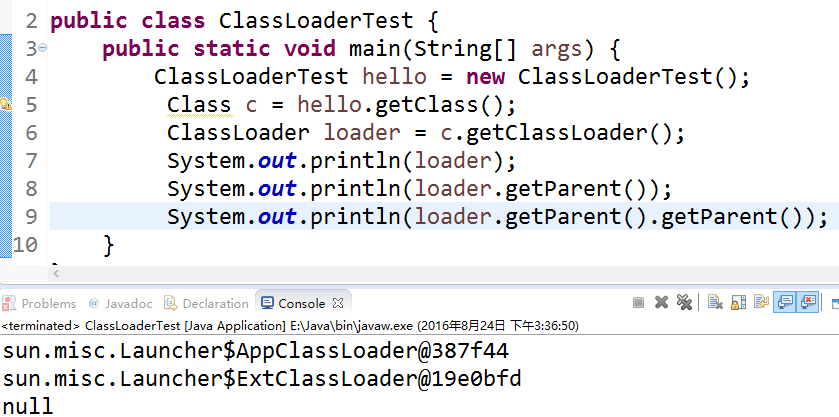 2 public class ClassLoaderTest {
3 public static void main(String[] args) {
4 ClassLoaderTest hello = new ClassLoaderTest();
5 Class c = hello.getClass();
6 ClassLoader loader = c.getClassLoader();
7 System.out.println(loader);
8 System.out.println(loader.getParent());
9 System.out.println(loader.getParent().getParent());
10 }
Problems @ Javadoc Declaration Console
<terminated> ClassLoaderTest [Java Application] E:\Java\bin\javaw.exe (2016年8月24日 下午3:36:50)
sun.misc.Launcher$AppClassLoader@387f44
sun.misc.Launcher$ExtClassLoader@19e0bfd
null